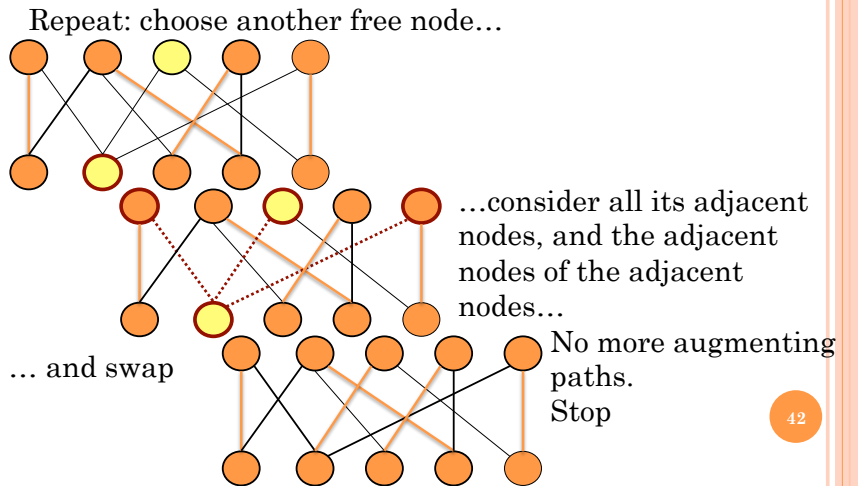 Repeat: choose another free node…
…consider all its adjacent
nodes, and the adjacent
nodes of the adjacent
nodes…
… and swap
No more augmenting
paths.
Stop
42